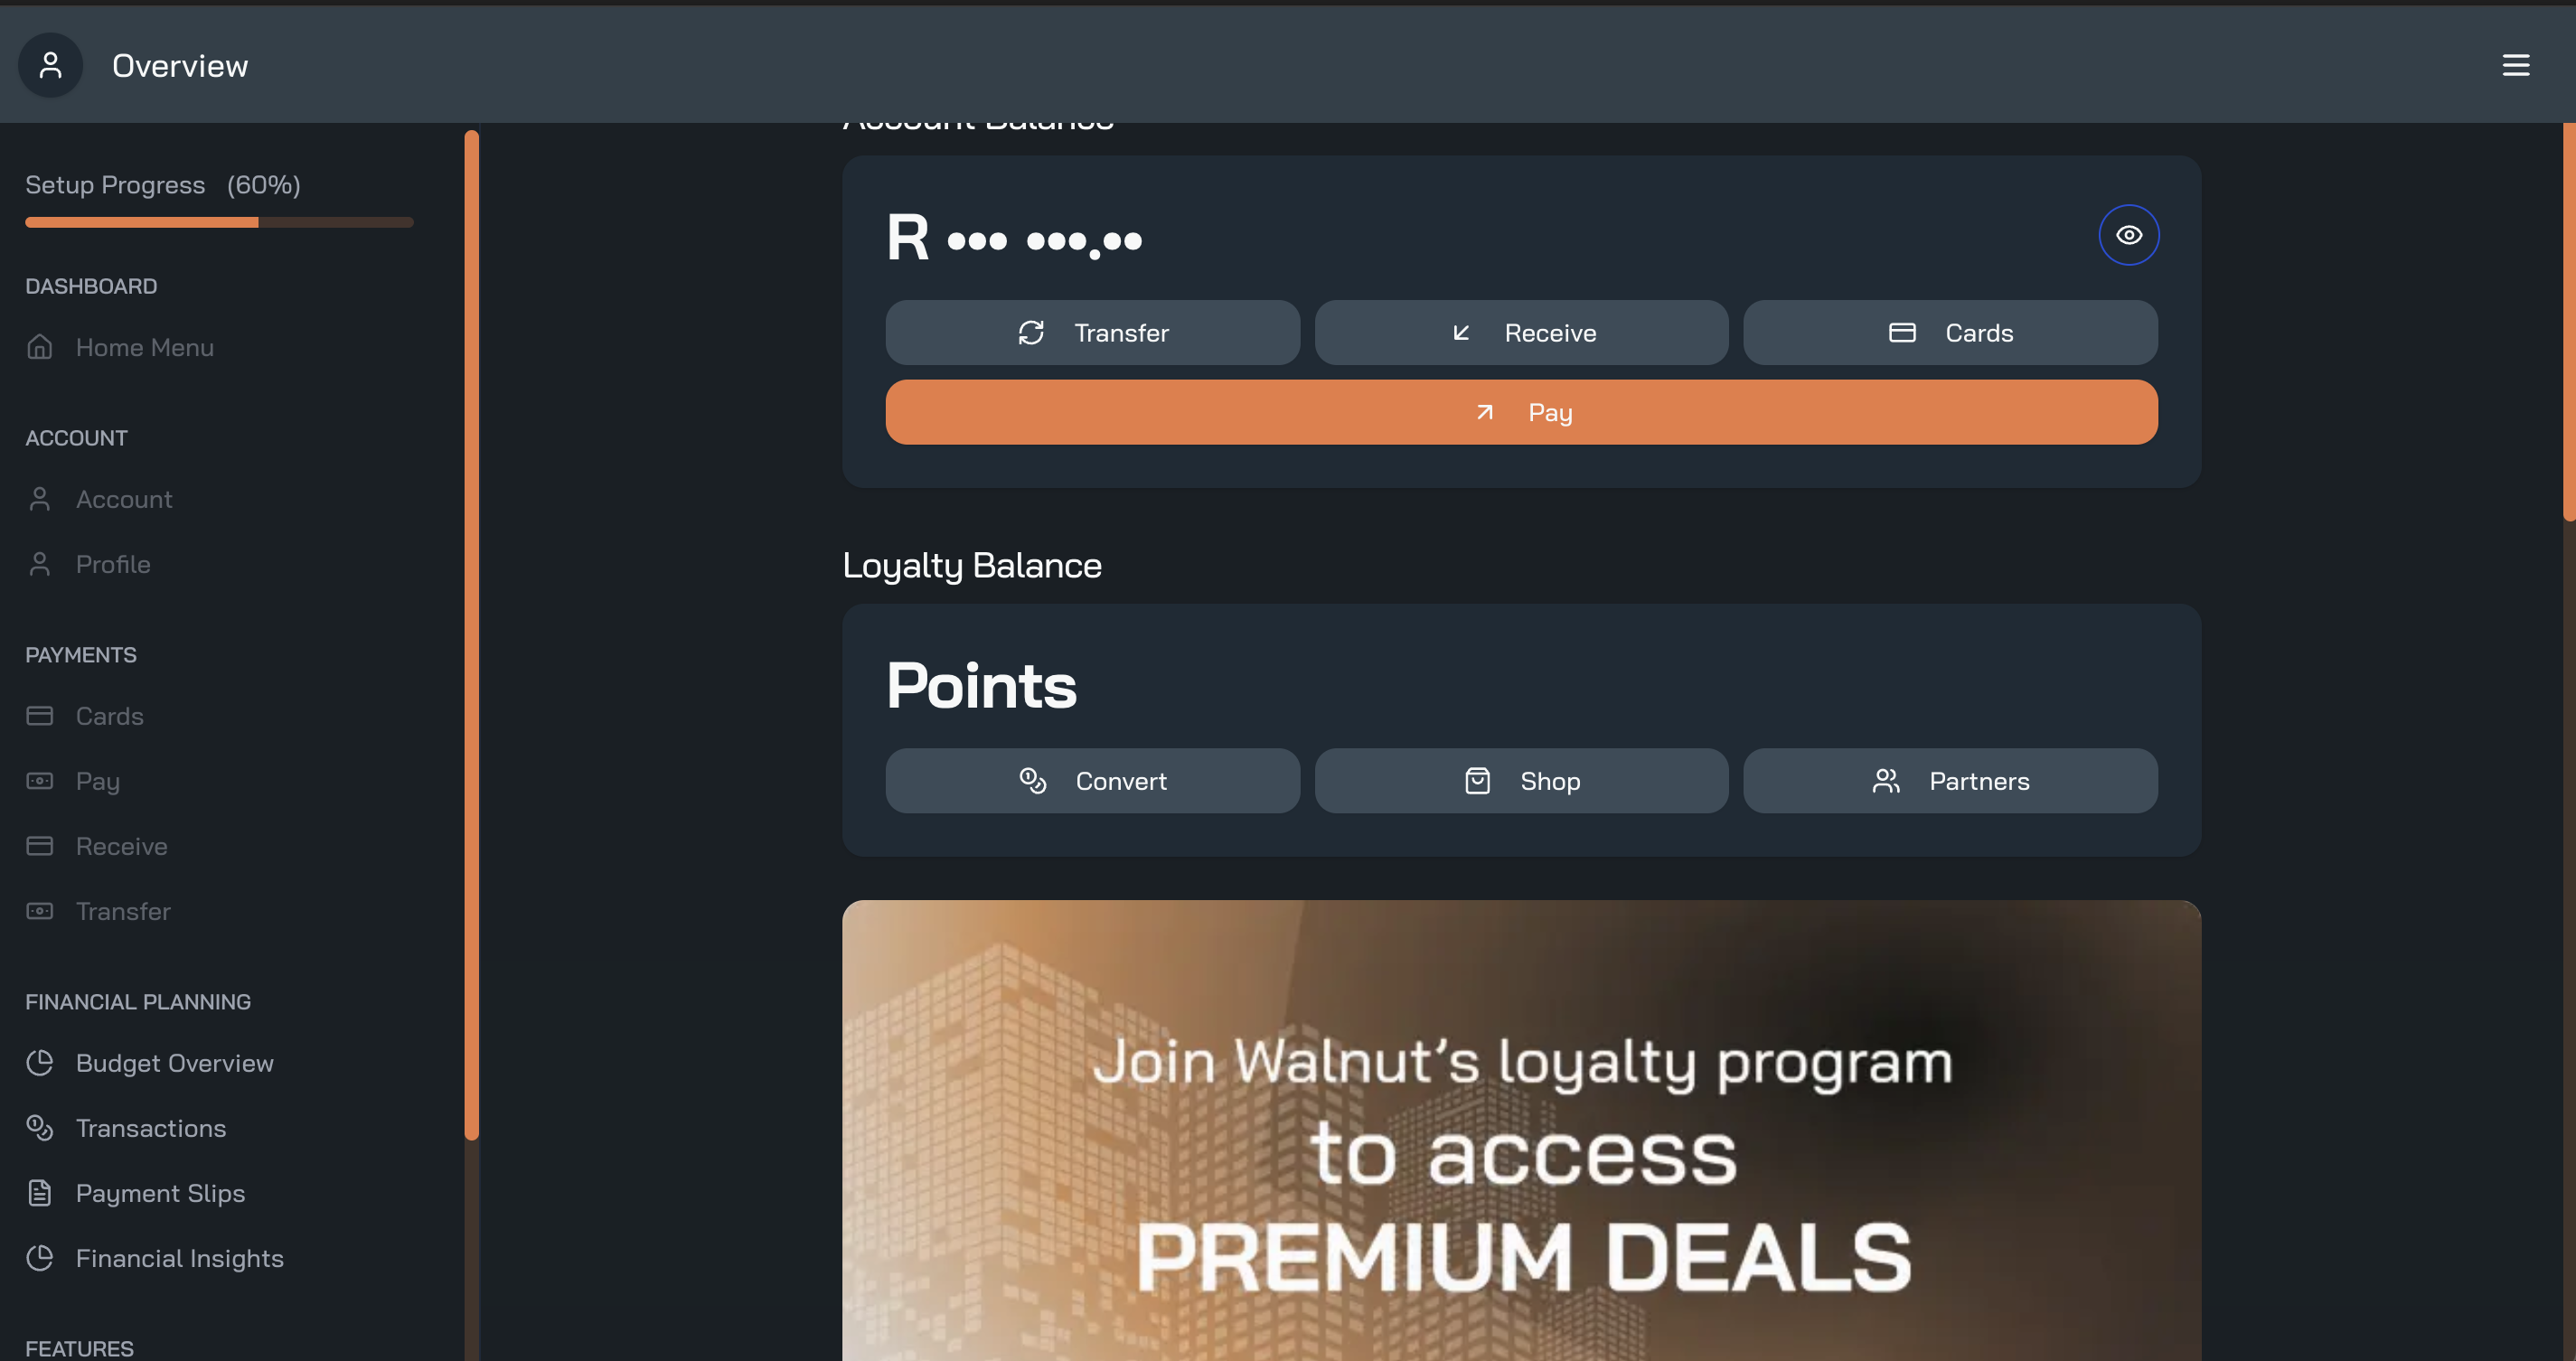 Overview
Setup Progress (60%)
DASHBOARD
Home Menu
ACCOUNT
Account
Profile
PAYMENTS
Cards
Pay
Receive
Transfer
FINANCIAL PLANNING
Budget Overview
Transactions
Payment Slips
Financial Insights
FEATURES
Account Balance
R ••• •••.••
Transfer
Receive
Cards
Pay
Loyalty Balance
Points
Convert
Shop
Partners
Join Walnut’s loyalty program
to access
PREMIUM DEALS